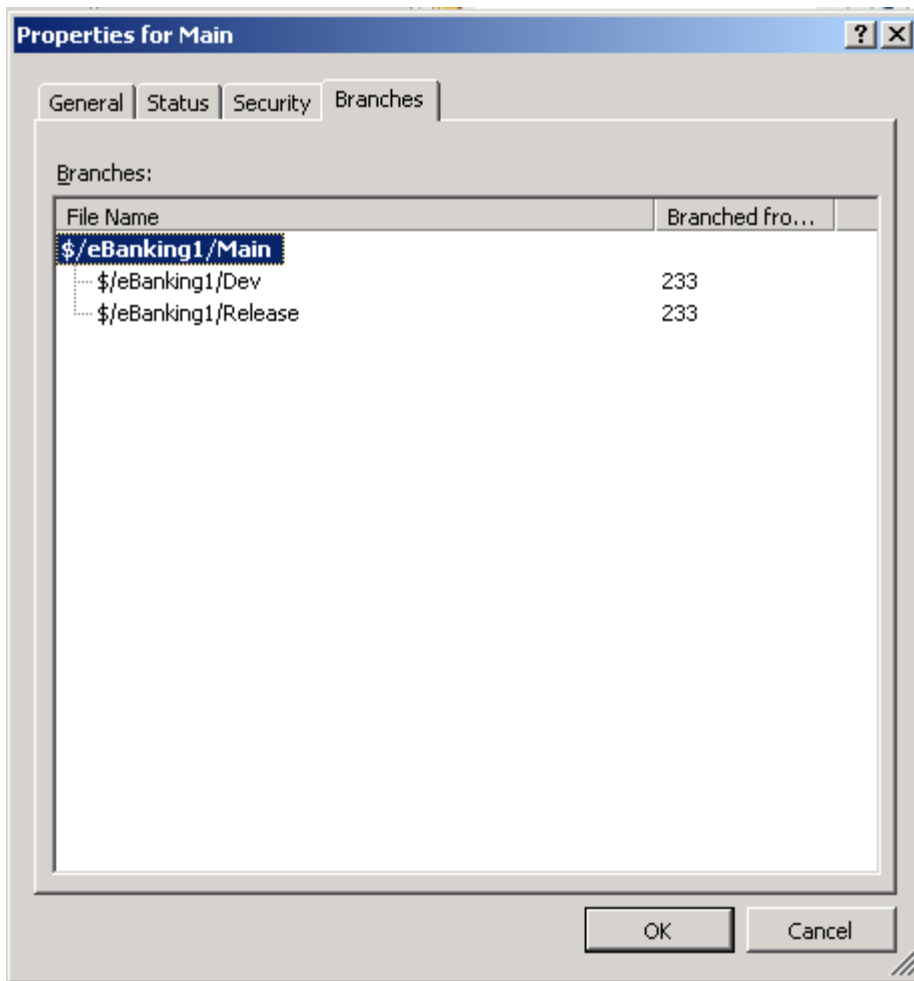 Properties for Main
? X
General Status Security Branches
Branches:
File Name Branched fro...
$/eBanking1/Main
$/eBanking1/Dev 233
$/eBanking1/Release 233
OK Cancel